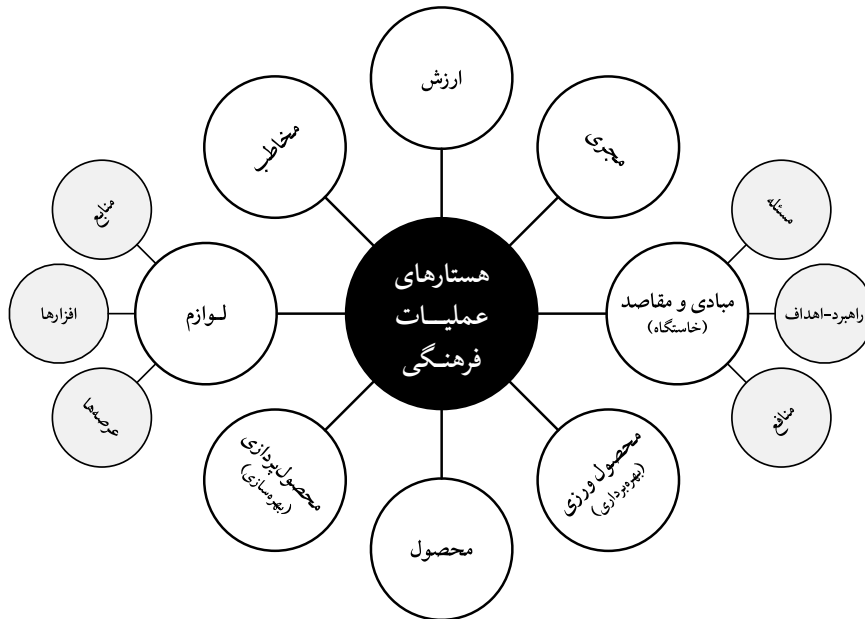 هستارهای
عملیـــات
فرهنـگی
ارزش
مجری
مبادی و مقاصد
(خاستگاه)
مسئله
راهبرد-اهداف
منافع
محصول ورزی
(بهره‌برداری)
محصول
محصول‌پردازی
(بهره‌سازی)
لـوازم
منابع
افزارها
عرصه‌ها
مخاطب